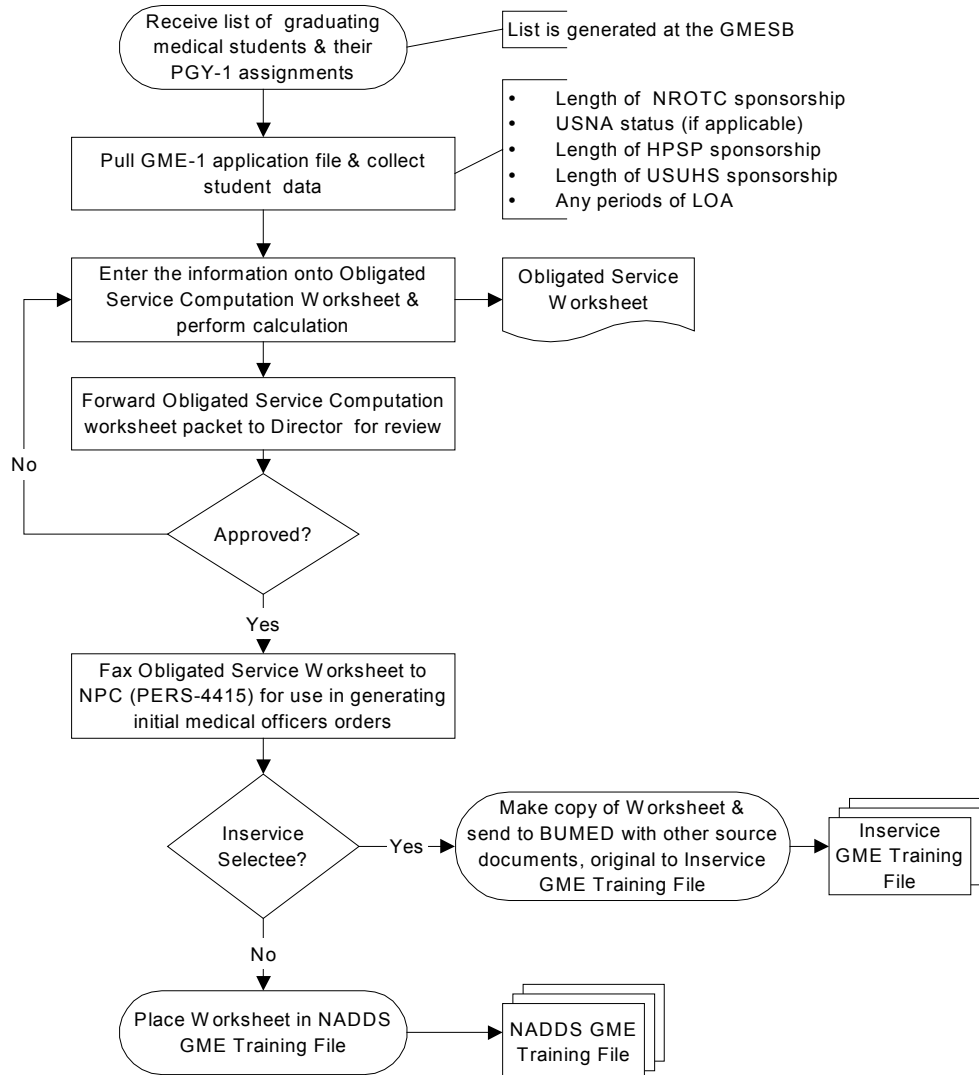 Receive list of graduating
medical students & their
PGY-1 assignments
List is generated at the GMESB
Pull GME-1 application file & collect
student data
• Length of NROTC sponsorship
• USNA status (if applicable)
• Length of HPSP sponsorship
• Length of USUHS sponsorship
• Any periods of LOA
Enter the information onto Obligated
Service Computation Worksheet &
perform calculation
Obligated Service
Worksheet
Forward Obligated Service Computation
worksheet packet to Director for review
No
Approved?
Yes
Fax Obligated Service Worksheet to
NPC (PERS-4415) for use in generating
initial medical officers orders
Inservice
Selectee?
Yes
Make copy of Worksheet &
send to BUMED with other source
documents, original to Inservice
GME Training File
Inservice
GME Training
File
No
Place Worksheet in NADDS
GME Training File
NADDS GME
Training File